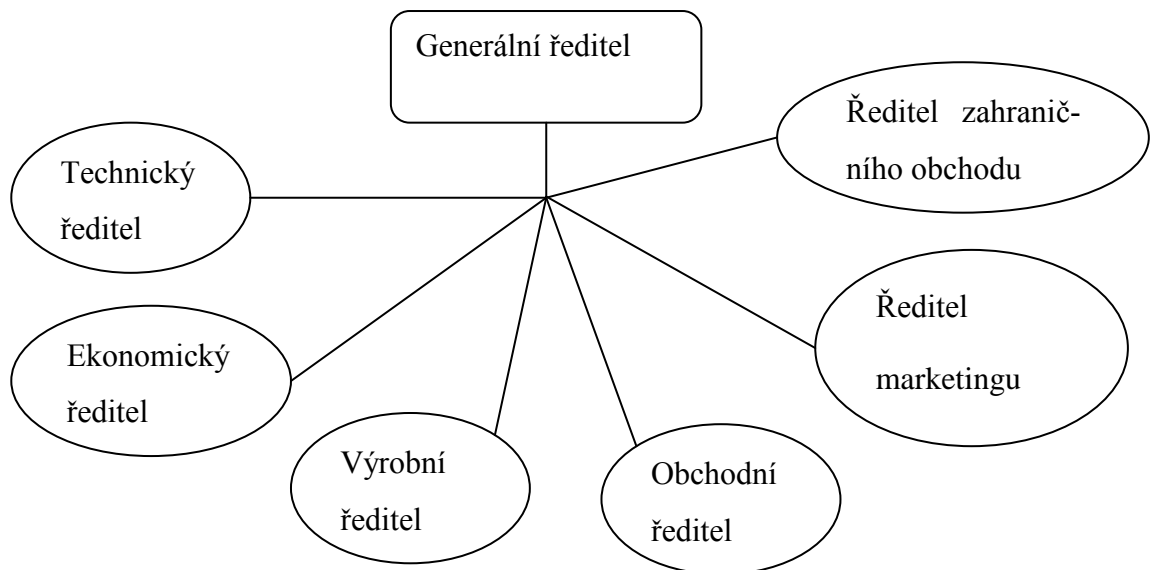 Generální ředitel
Ředitel zahranič-
ního obchodu
Technický
ředitel
Ředitel
marketingu
Ekonomický
ředitel
Výrobní
ředitel
Obchodní
ředitel